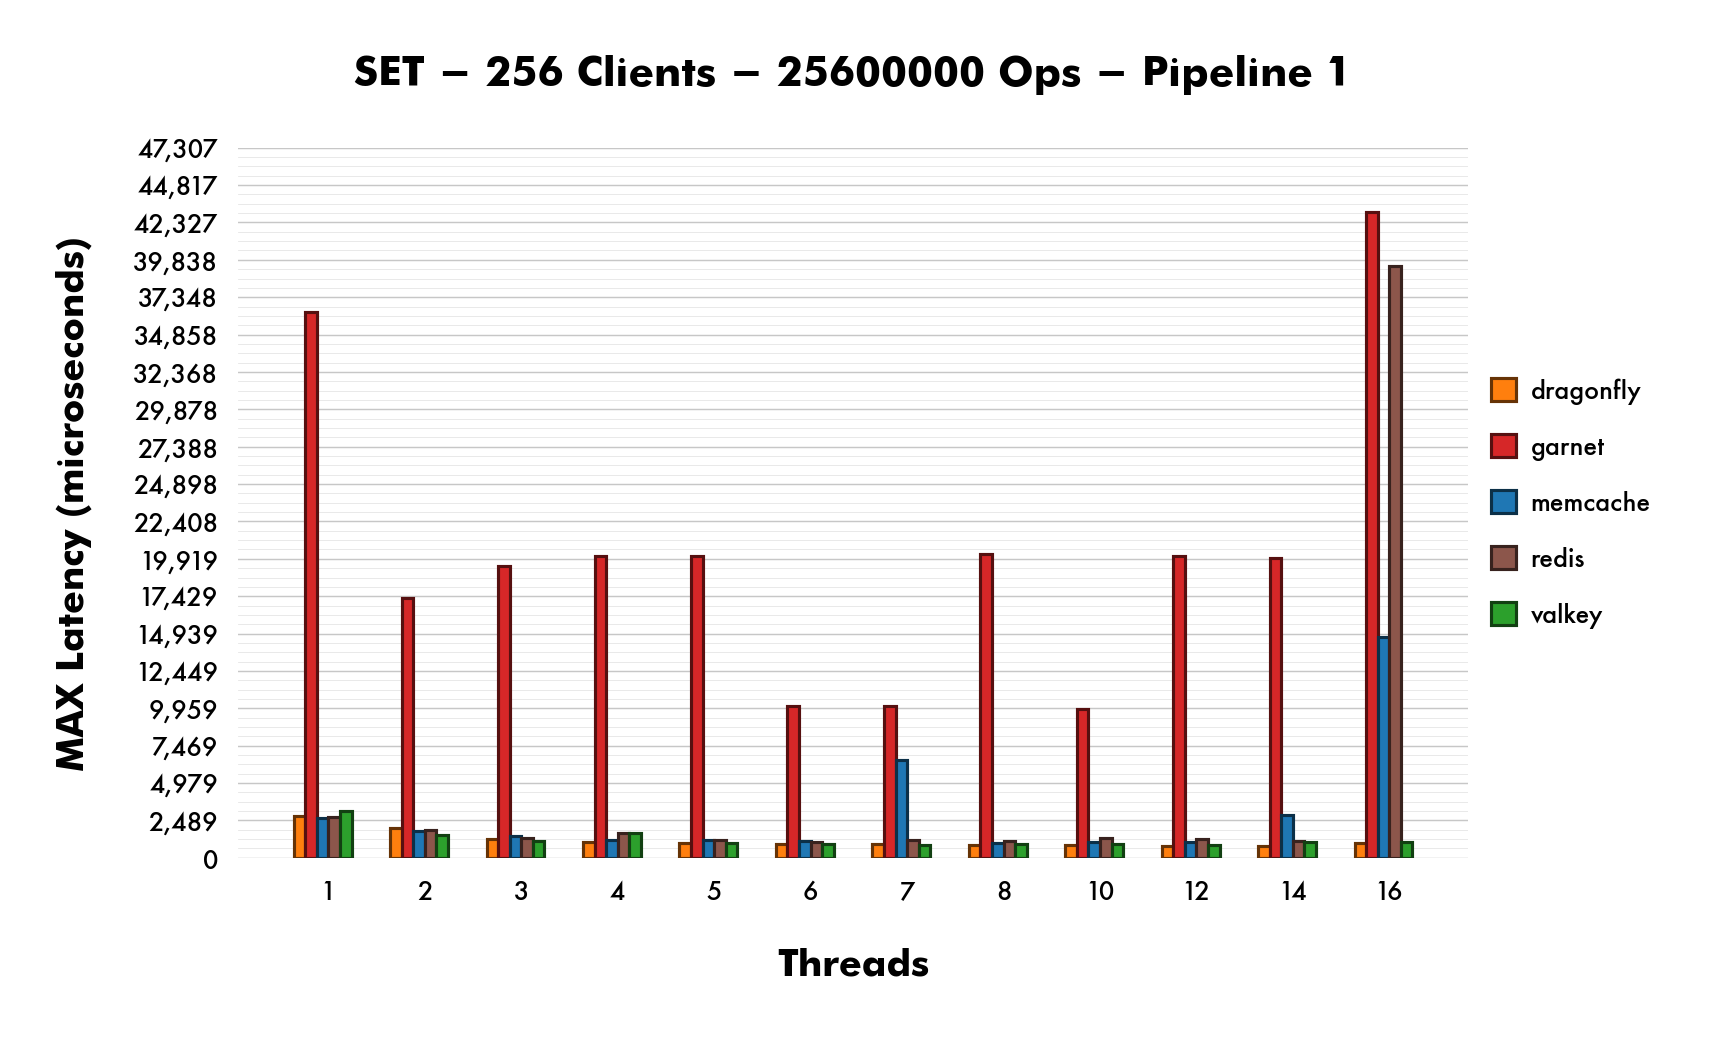 SET – 256 Clients – 25600000 Ops – Pipeline 1
MAX Latency (microseconds)
47,307
44,817
42,327
39,838
37,348
34,858
32,368
29,878
27,388
24,898
22,408
19,919
17,429
14,939
12,449
9,959
7,469
4,979
2,489
0
1 2 3 4 5 6 7 8 10 12 14 16
Threads
dragonfly
garnet
memcache
redis
valkey